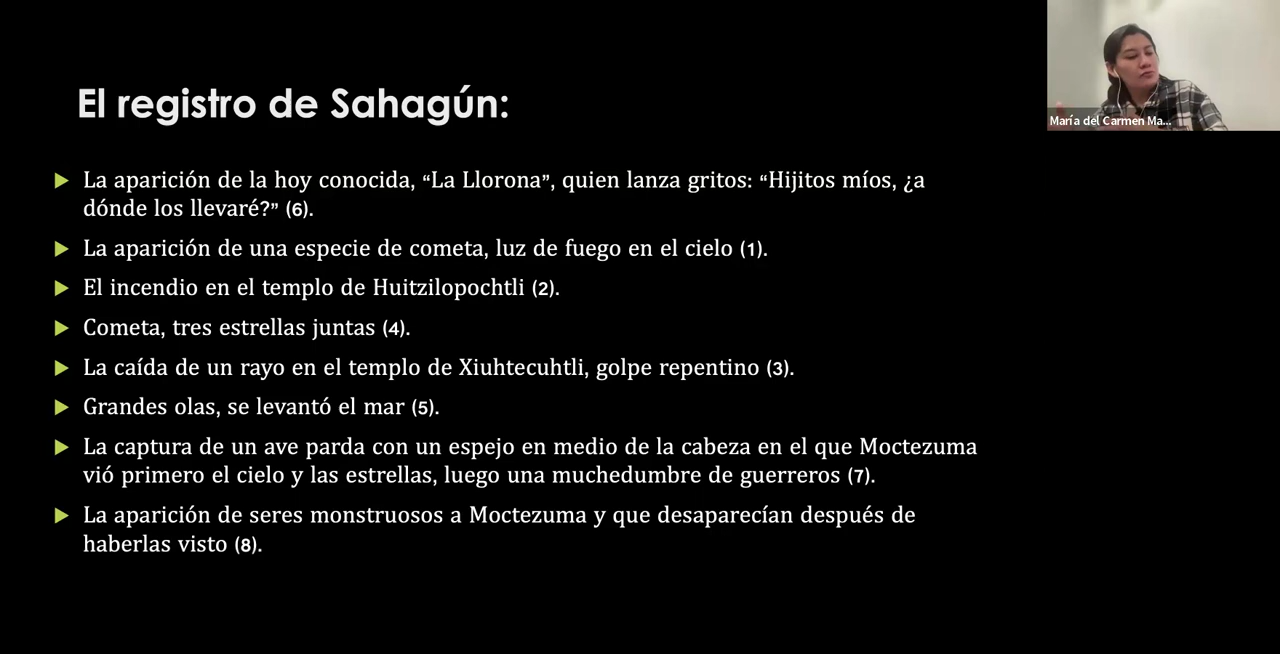 El registro de Sahagún:
María del Carmen Ma...
La aparición de la hoy conocida, “La Llorona”, quien lanza gritos: “Hijitos míos, ¿a
dónde los llevaré?” (6).
La aparición de una especie de cometa, luz de fuego en el cielo (1).
El incendio en el templo de Huitzilopochtli (2).
Cometa, tres estrellas juntas (4).
La caída de un rayo en el templo de Xiuhtecuhtli, golpe repentino (3).
Grandes olas, se levantó el mar (5).
La captura de un ave parda con un espejo en medio de la cabeza en el que Moctezuma
vió primero el cielo y las estrellas, luego una muchedumbre de guerreros (7).
La aparición de seres monstruosos a Moctezuma y que desaparecían después de
haberlas visto (8).